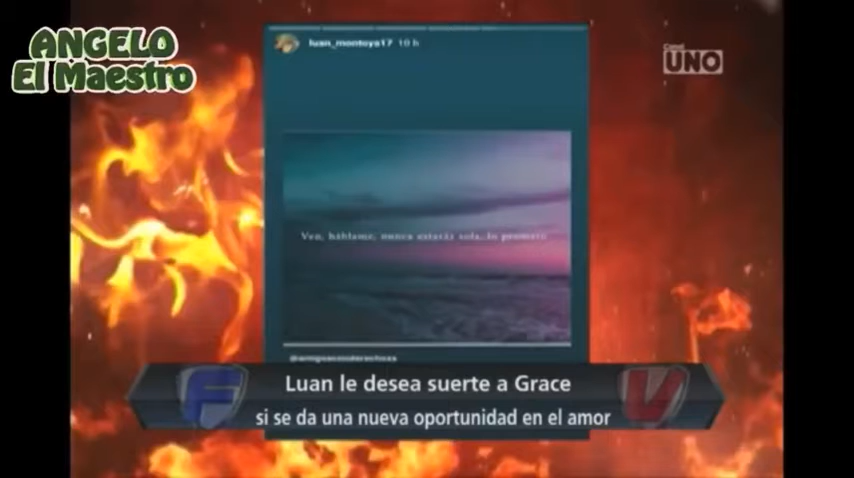 ANGELO
El Maestro
luan_montoya17 10 h
Canal
UNO
Ven, háblame, nunca estarás sola, lo prometo
F
V
Luan le desea suerte a Grace
si se da una nueva oportunidad en el amor